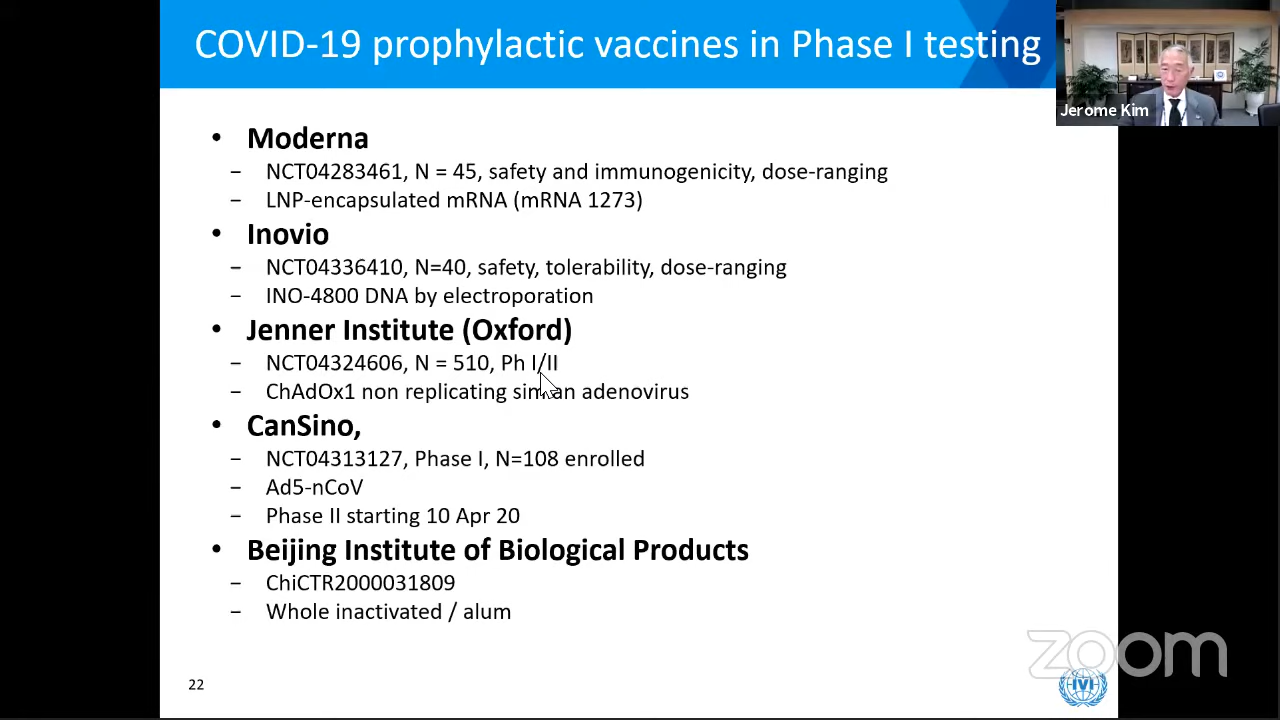 COVID-19 prophylactic vaccines in Phase I testing
Jerome Kim
• Moderna
− NCT04283461, N = 45, safety and immunogenicity, dose-ranging
− LNP-encapsulated mRNA (mRNA 1273)
• Inovio
− NCT04336410, N=40, safety, tolerability, dose-ranging
− INO-4800 DNA by electroporation
• Jenner Institute (Oxford)
− NCT04324606, N = 510, Ph I/II
− ChAdOx1 non replicating simian adenovirus
• CanSino,
− NCT04313127, Phase I, N=108 enrolled
− Ad5-nCoV
− Phase II starting 10 Apr 20
• Beijing Institute of Biological Products
− ChiCTR2000031809
− Whole inactivated / alum
zoom
22
IVI